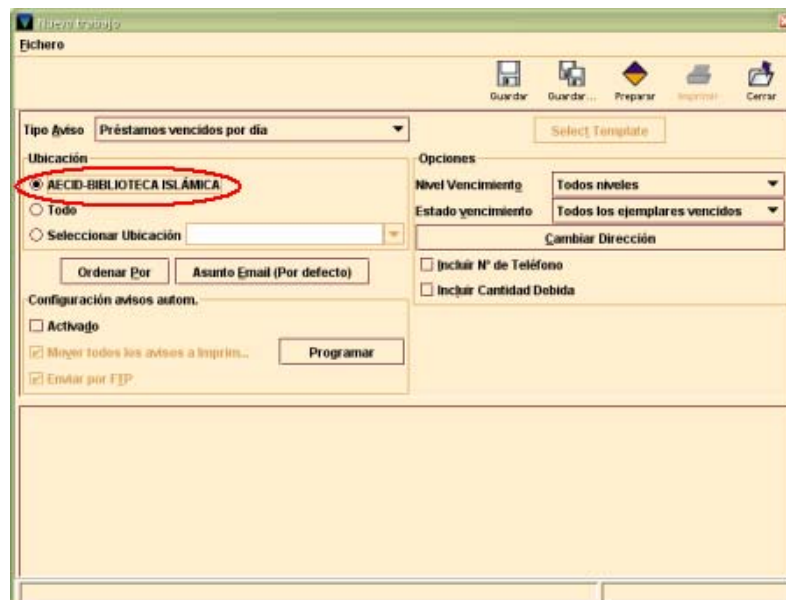 Nuevo trabajo
Fichero
Guardar Guardar... Preparar Imprimir Cerrar
Tipo Aviso Préstamos vencidos por día Select Template
Ubicación
AECID-BIBLIOTECA ISLÁMICA
Todo
Seleccionar Ubicación
Ordenar Por Asunto Email (Por defecto)
Configuración avisos autom.
Activado
Mover todos los avisos a Imprim... Programar
Enviar por FTP
Opciones
Nivel Vencimiento Todos niveles
Estado vencimiento Todos los ejemplares vencidos
Cambiar Dirección
Incluir Nº de Teléfono
Incluir Cantidad Debida